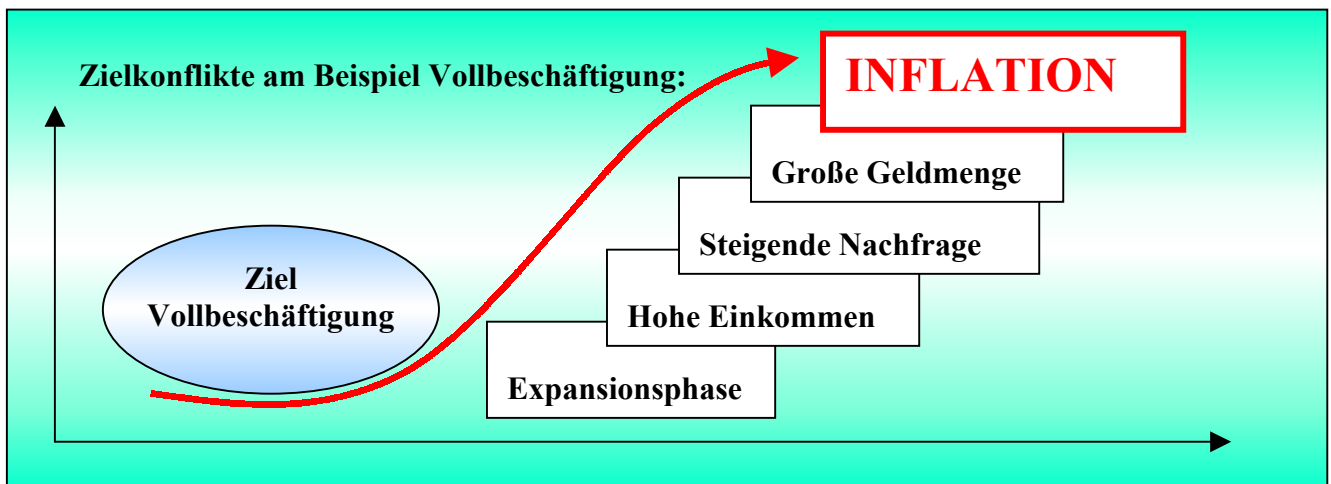 Zielkonflikte am Beispiel Vollbeschäftigung:
INFLATION
Große Geldmenge
Steigende Nachfrage
Ziel
Vollbeschäftigung
Hohe Einkommen
Expansionsphase